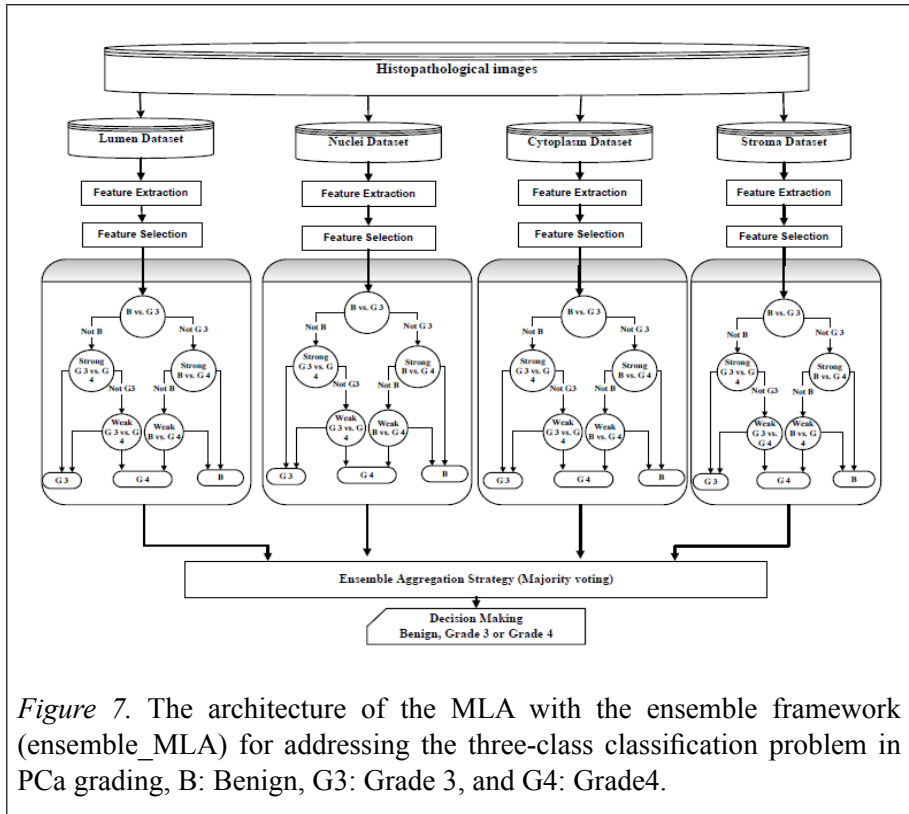 Histopathological images
Lumen Dataset
Nuclei Dataset
Cytoplasm Dataset
Stroma Dataset
Feature Extraction
Feature Extraction
Feature Extraction
Feature Extraction
Feature Selection
Feature Selection
Feature Selection
Feature Selection
B vs. G 3
Not B
Not G 3
Strong
G 3 vs. G
4
Strong
B vs. G 4
Not G3
Not B
Weak
G 3 vs. G
4
Weak
B vs. G 4
G 3
G 4
B
B vs. G 3
Not B
Not G 3
Strong
G 3 vs. G
4
Strong
B vs. G 4
Not G3
Not B
Weak
G 3 vs. G
4
Weak
B vs. G 4
G 3
G 4
B
B vs. G 3
Not B
Not G 3
Strong
G 3 vs. G
4
Strong
B vs. G 4
Not G3
Not B
Weak
G 3 vs. G
4
Weak
B vs. G 4
G 3
G 4
B
B vs. G 3
Not B
Not G 3
Strong
G 3 vs. G
4
Strong
B vs. G 4
Not G3
Not B
Weak
G 3 vs.
G 4
Weak
B vs. G
4
G 3
G 4
B
Ensemble Aggregation Strategy (Majority voting)
Decision Making
Benign, Grade 3 or Grade 4
Figure 7. The architecture of the MLA with the ensemble framework
(ensemble_MLA) for addressing the three-class classification problem in
PCa grading, B: Benign, G3: Grade 3, and G4: Grade4.